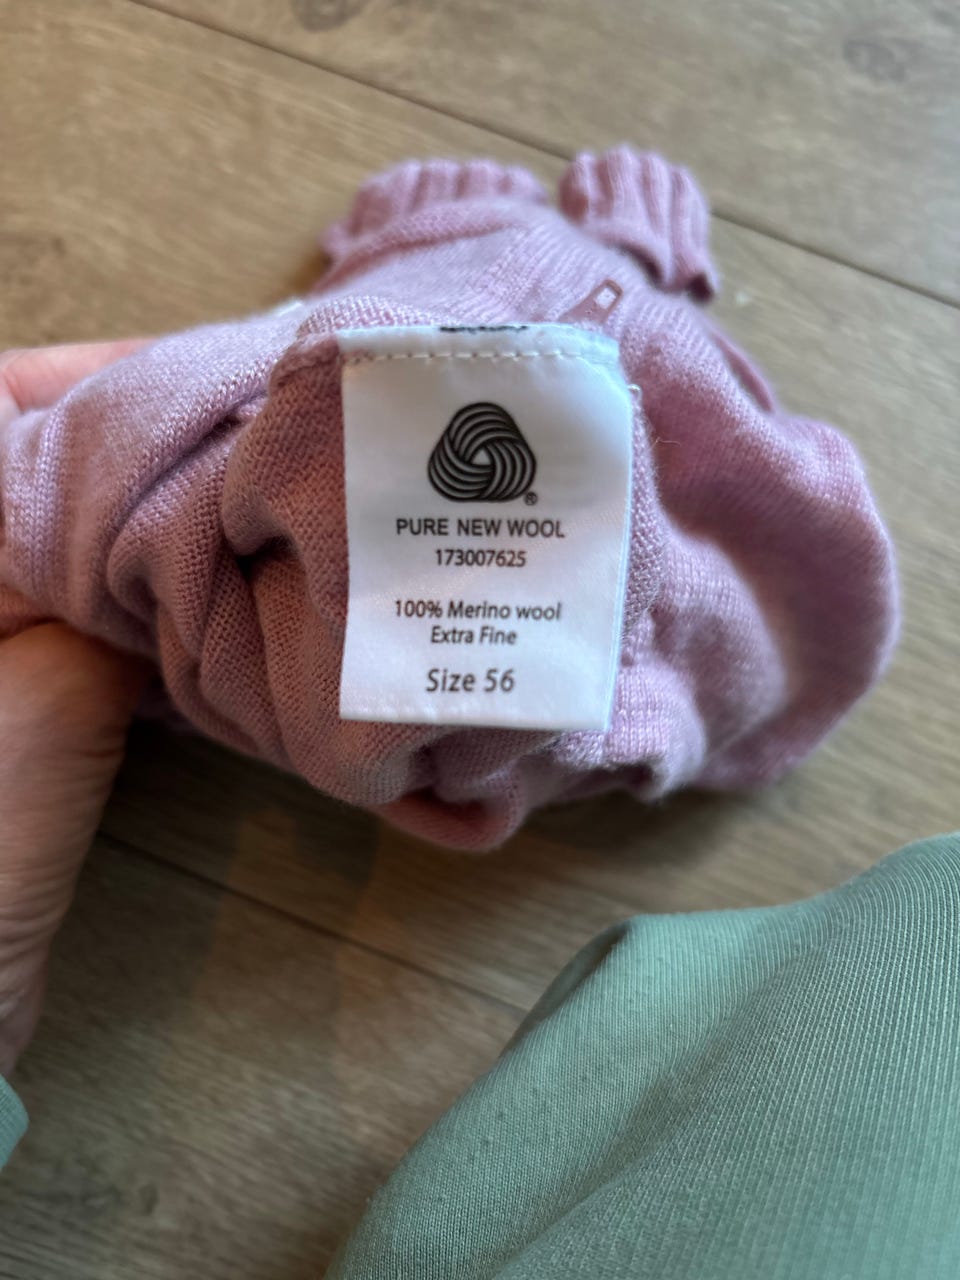 ®
PURE NEW WOOL
173007625
100% Merino wool
Extra Fine
Size 56